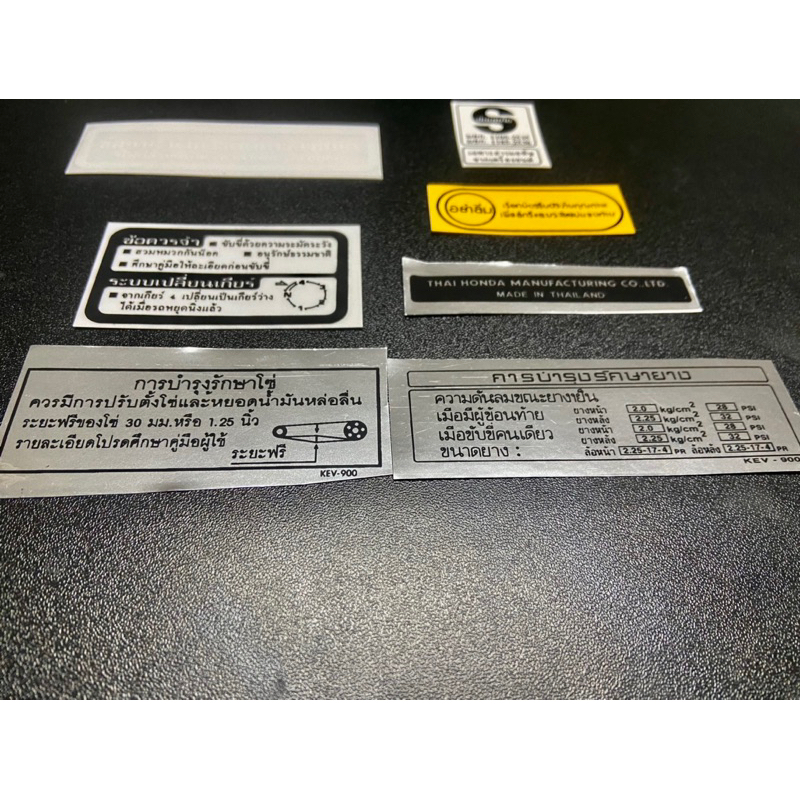 อย่าลืม
ข้อควรจำ ■ ขับขี่ด้วยความระมัดระวัง
■ สวมหมวกกันน๊อค ■ อนุรักษ์ธรรมชาติ
■ ศึกษาคู่มือให้ละเอียดก่อนขับขี่
ระบบเปลี่ยนเกียร์
■ จากเกียร์ 4 เปลี่ยนเป็นเกียร์ว่าง
ได้เมื่อรถหยุดนิ่งแล้ว
N
THAI HONDA MANUFACTURING CO.,LTD.
MADE IN THAILAND
การบำรุงรักษาโซ่
ควรมีการปรับตั้งโซ่และหยอดน้ำมันหล่อลื่น
ระยะฟรีของโซ่ 30 มม.หรือ 1.25 นิ้ว
รายละเอียดโปรดศึกษาคู่มือผู้ใช้
ระยะฟรี
KEV-900
การบำรุงรักษายาง
ความดันลมขณะยางเย็น
เมื่อมีผู้ซ้อนท้าย ยางหน้า 2.0 kg/cm² 28 PSI
ยางหลัง 2.25 kg/cm² 32 PSI
เมื่อขับขี่คนเดียว ยางหน้า 2.0 kg/cm² 28 PSI
ยางหลัง 2.25 kg/cm² 32 PSI
ขนาดยาง : ล้อหน้า 2.25-17-4 PR ล้อหลัง 2.25-17-4 PR
KEV-900